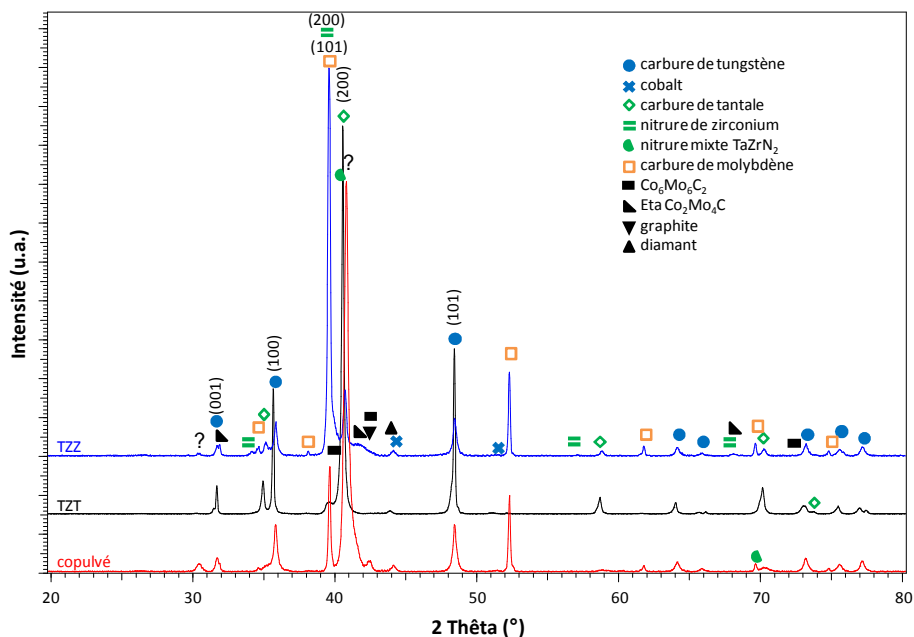 (200)
(101)
(200)
?
carbure de tungstène
cobalt
carbure de tantale
nitrure de zirconium
nitrure mixte TaZrN₂
carbure de molybdène
Co₆Mo₆C₂
Eta Co₂Mo₄C
graphite
diamant
Intensité (u.a.)
(001)
(100)
(101)
?
TZZ
TZT
copulvé
20 30 40 50 60 70 80
2 Thêta (°)